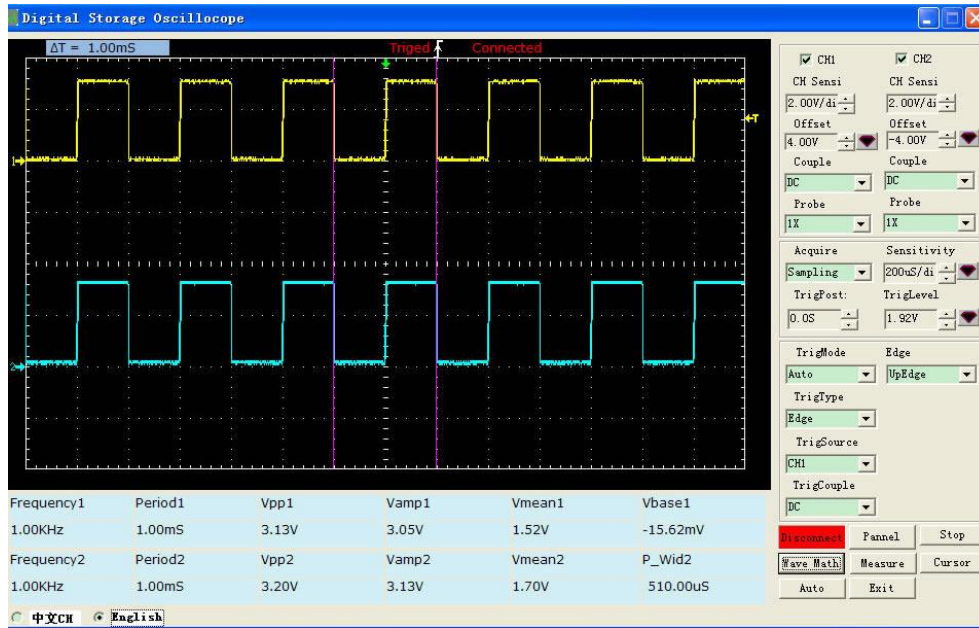 Digital Storage Oscillocope
ΔT = 1.00mS
Triged Connected
T
1
2
CH1 CH2
CH Sensi CH Sensi
2.00V/di 2.00V/di
Offset Offset
4.00V -4.00V
Couple Couple
DC DC
Probe Probe
1X 1X
Acquire Sensitivity
Sampling 200uS/di
TrigPost: TrigLevel
0.0S 1.92V
TrigMode Edge
Auto UpEdge
TrigType
Edge
TrigSource
CH1
TrigCouple
DC
Disconnect Pannel Stop
Wave Math Measure Cursor
Auto Exit
Frequency1 Period1 Vpp1 Vamp1 Vmean1 Vbase1
1.00KHz 1.00mS 3.13V 3.05V 1.52V -15.62mV
Frequency2 Period2 Vpp2 Vamp2 Vmean2 P_Wid2
1.00KHz 1.00mS 3.20V 3.13V 1.70V 510.00uS
中文CH English